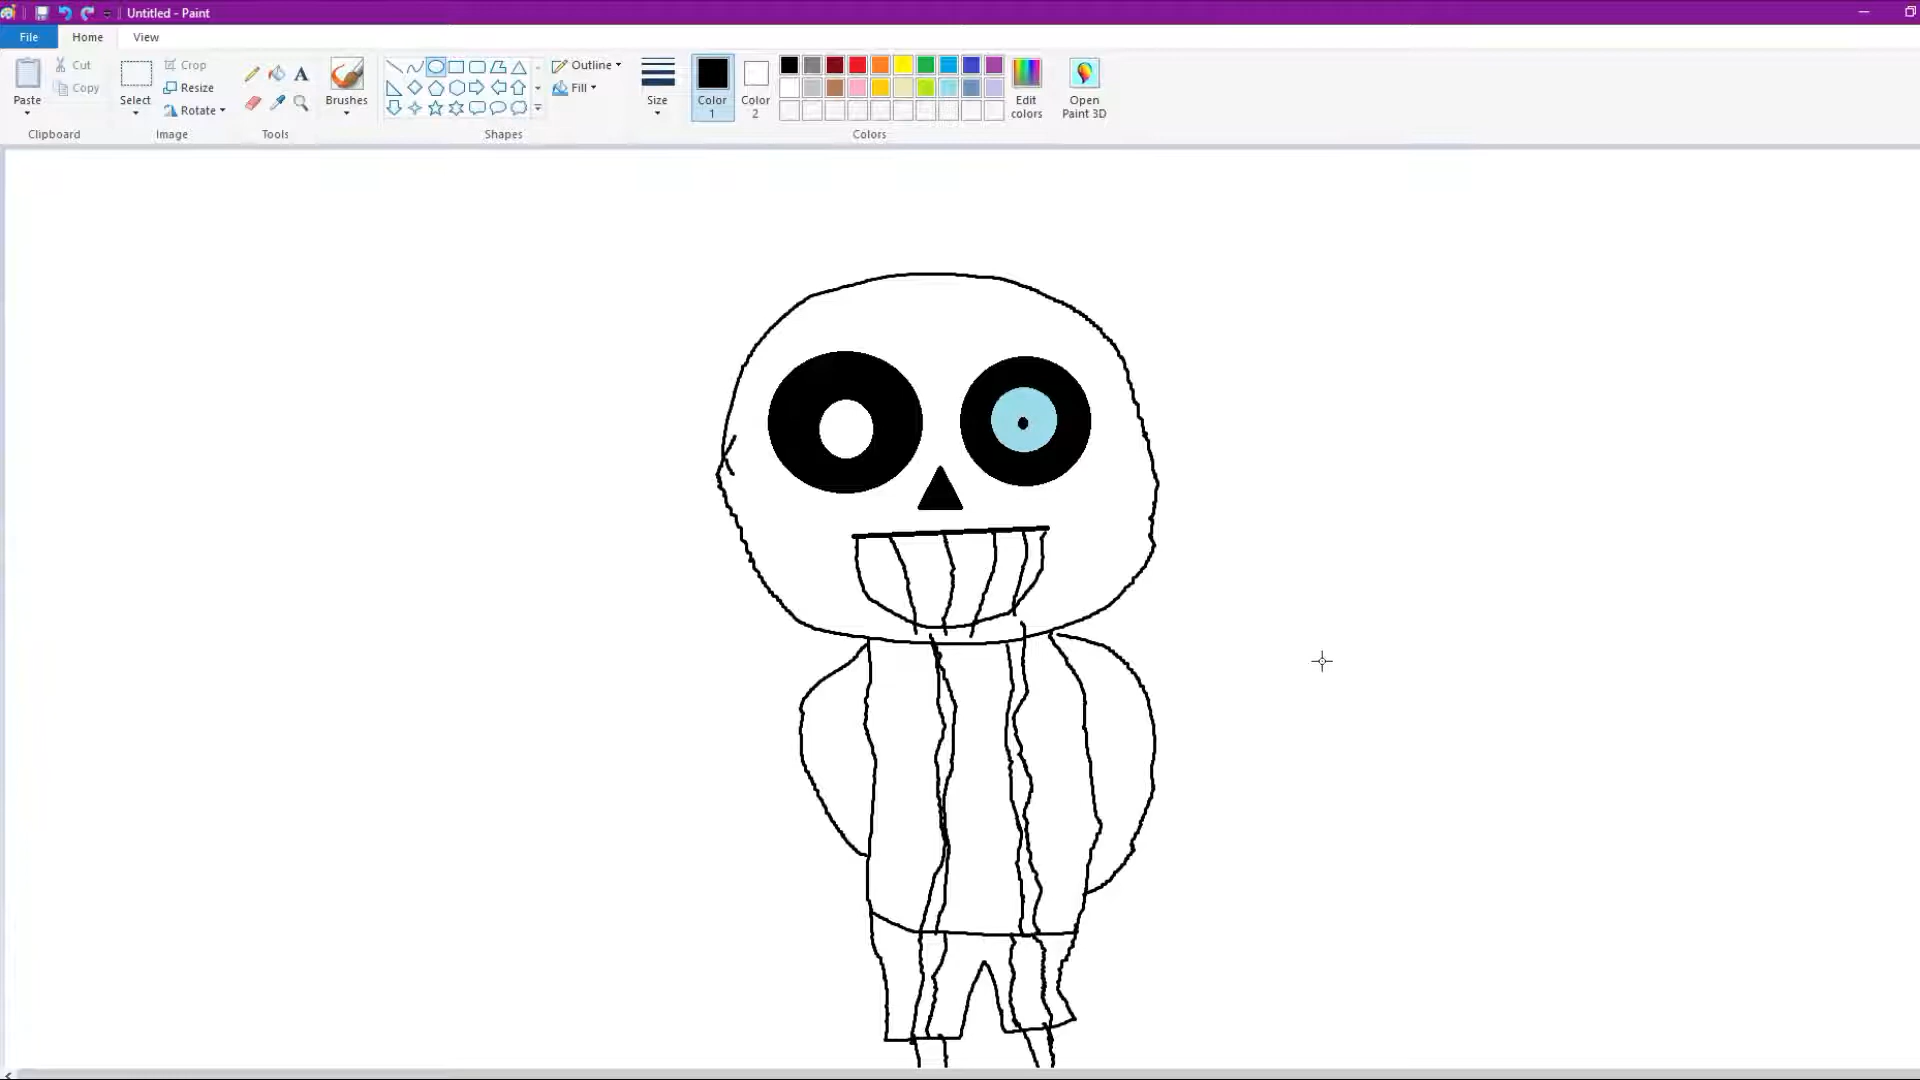 Untitled - Paint
File Home View
Paste
Cut
Copy
Clipboard
Select
Crop
Resize
Rotate
Image
Tools
Brushes
Shapes
Outline
Fill
Size
Color
1
Color
2
Edit
colors
Colors
Open
Paint 3D